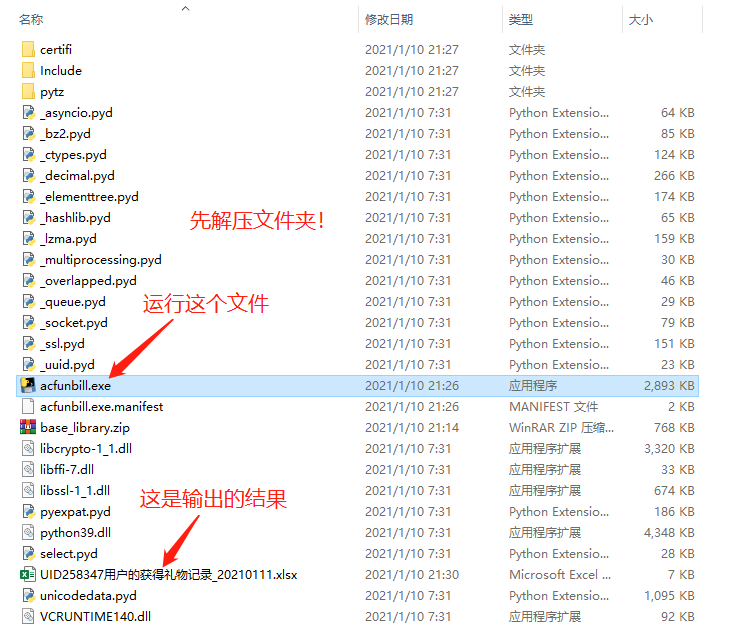 名称 修改日期 类型 大小
certifi 2021/1/10 21:27 文件夹
Include 2021/1/10 21:27 文件夹
pytz 2021/1/10 21:27 文件夹
_asyncio.pyd 2021/1/10 7:31 Python Extensio... 64 KB
_bz2.pyd 2021/1/10 7:31 Python Extensio... 85 KB
_ctypes.pyd 2021/1/10 7:31 Python Extensio... 124 KB
_decimal.pyd 2021/1/10 7:31 Python Extensio... 266 KB
_elementtree.pyd 2021/1/10 7:31 Python Extensio... 174 KB
_hashlib.pyd 2021/1/10 7:31 Python Extensio... 65 KB
先解压文件夹!
_lzma.pyd 2021/1/10 7:31 Python Extensio... 159 KB
_multiprocessing.pyd 2021/1/10 7:31 Python Extensio... 30 KB
_overlapped.pyd 2021/1/10 7:31 Python Extensio... 46 KB
_queue.pyd 2021/1/10 7:31 Python Extensio... 29 KB
运行这个文件
_socket.pyd 2021/1/10 7:31 Python Extensio... 79 KB
_ssl.pyd 2021/1/10 7:31 Python Extensio... 151 KB
_uuid.pyd 2021/1/10 7:31 Python Extensio... 23 KB
acfunbill.exe 2021/1/10 21:26 应用程序 2,893 KB
acfunbill.exe.manifest 2021/1/10 21:26 MANIFEST 文件 2 KB
base_library.zip 2021/1/10 21:14 WinRAR ZIP 压缩... 768 KB
libcrypto-1_1.dll 2021/1/10 7:31 应用程序扩展 3,320 KB
libffi-7.dll 2021/1/10 7:31 应用程序扩展 33 KB
libssl-1_1.dll 2021/1/10 7:31 应用程序扩展 674 KB
这是输出的结果
pyexpat.pyd 2021/1/10 7:31 Python Extensio... 186 KB
python39.dll 2021/1/10 7:31 应用程序扩展 4,348 KB
select.pyd 2021/1/10 7:31 Python Extensio... 28 KB
UID258347用户的获得礼物记录_20210111.xlsx 2021/1/10 21:30 Microsoft Excel ... 7 KB
unicodedata.pyd 2021/1/10 7:31 Python Extensio... 1,095 KB
VCRUNTIME140.dll 2021/1/10 7:31 应用程序扩展 92 KB